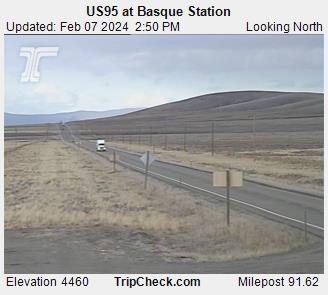 US95 at Basque Station
Updated: Feb 07 2024 2:50 PM Looking North
Elevation 4460 TripCheck.com Milepost 91.62